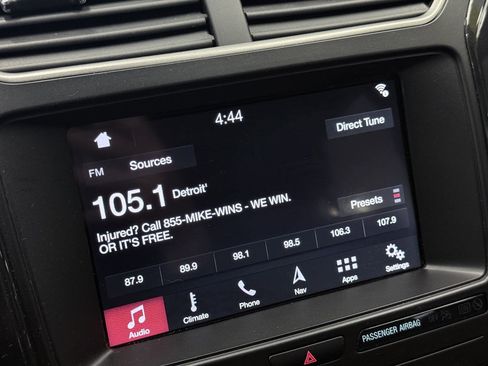 4:44
Direct Tune
FM Sources
105.1 Detroit'
Injured? Call 855-MIKE-WINS - WE WIN.
OR IT'S FREE.
Presets
87.9 89.9 98.1 98.5 106.3 107.9
Audio Climate Phone Nav Apps Settings
PASSENGER AIRBAG